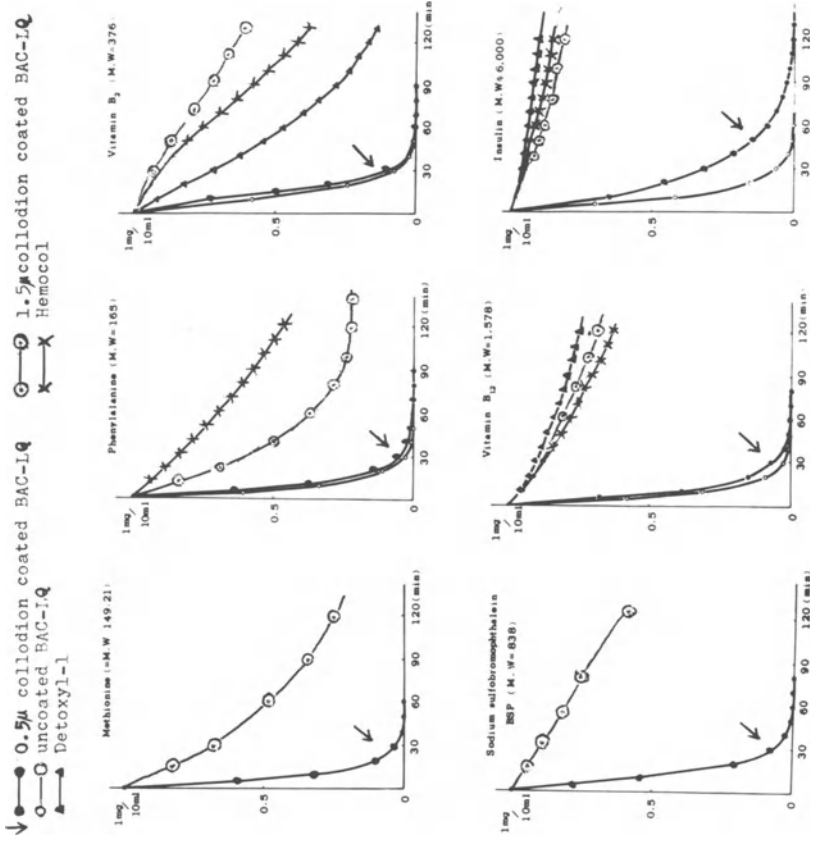 0.5μ collodion coated BAC-LQ
uncoated BAC-LQ
Detoxyl-1
1.5μ collodion coated BAC-LQ
Hemocol
Methionine (=M.W 149.21)
1mg/10ml
0.5
0
30 60 90 120(min)
Phenylalanine (M.W=165)
1mg/10ml
0.5
0
30 60 90 120(min)
Vitamin B₂ (M.W=376)
1mg/10ml
0.5
0
30 60 90 120(min)
Sodium sulfobromophthalein
BSP (M.W=838)
1mg/10ml
0.5
0
30 60 90 120(min)
Vitamin B₁₂ (M.W=1,578)
1mg/10ml
0.5
0
30 60 90 120(min)
Insulin (M.W≒6,000)
1mg/10ml
0.5
0
30 60 90 120(min)